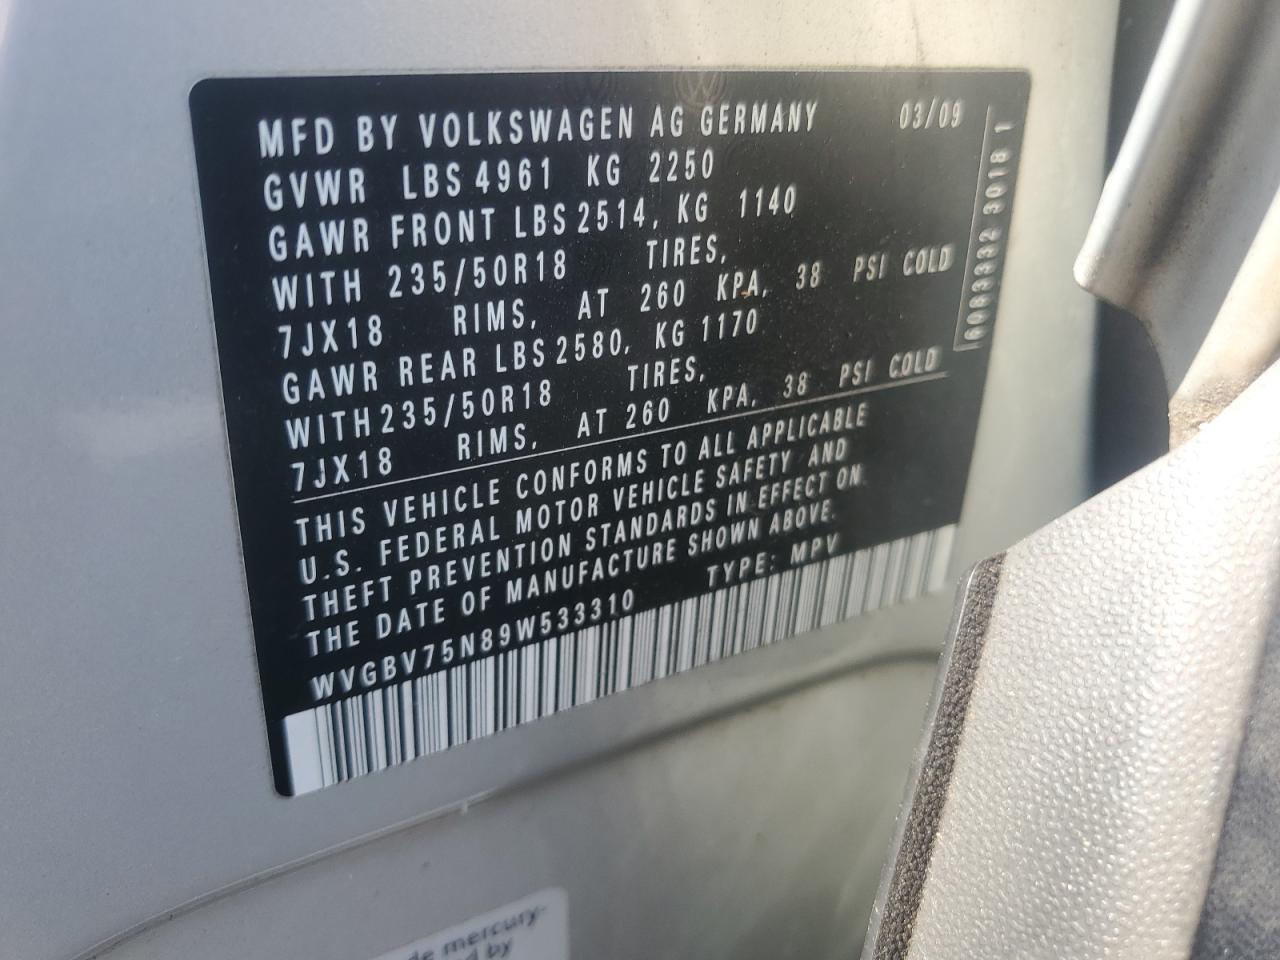 MFD BY VOLKSWAGEN AG GERMANY 03/09
GVWR LBS 4961 KG 2250
GAWR FRONT LBS 2514, KG 1140
WITH 235/50R18 TIRES,
7JX18 RIMS, AT 260 KPA, 38 PSI COLD
GAWR REAR LBS 2580, KG 1170
WITH 235/50R18 TIRES,
7JX18 RIMS, AT 260 KPA, 38 PSI COLD
THIS VEHICLE CONFORMS TO ALL APPLICABLE
U.S. FEDERAL MOTOR VEHICLE SAFETY AND
THEFT PREVENTION STANDARDS IN EFFECT ON
THE DATE OF MANUFACTURE SHOWN ABOVE.
WVGBV75N89W533310 TYPE: MPV
mercury-
by